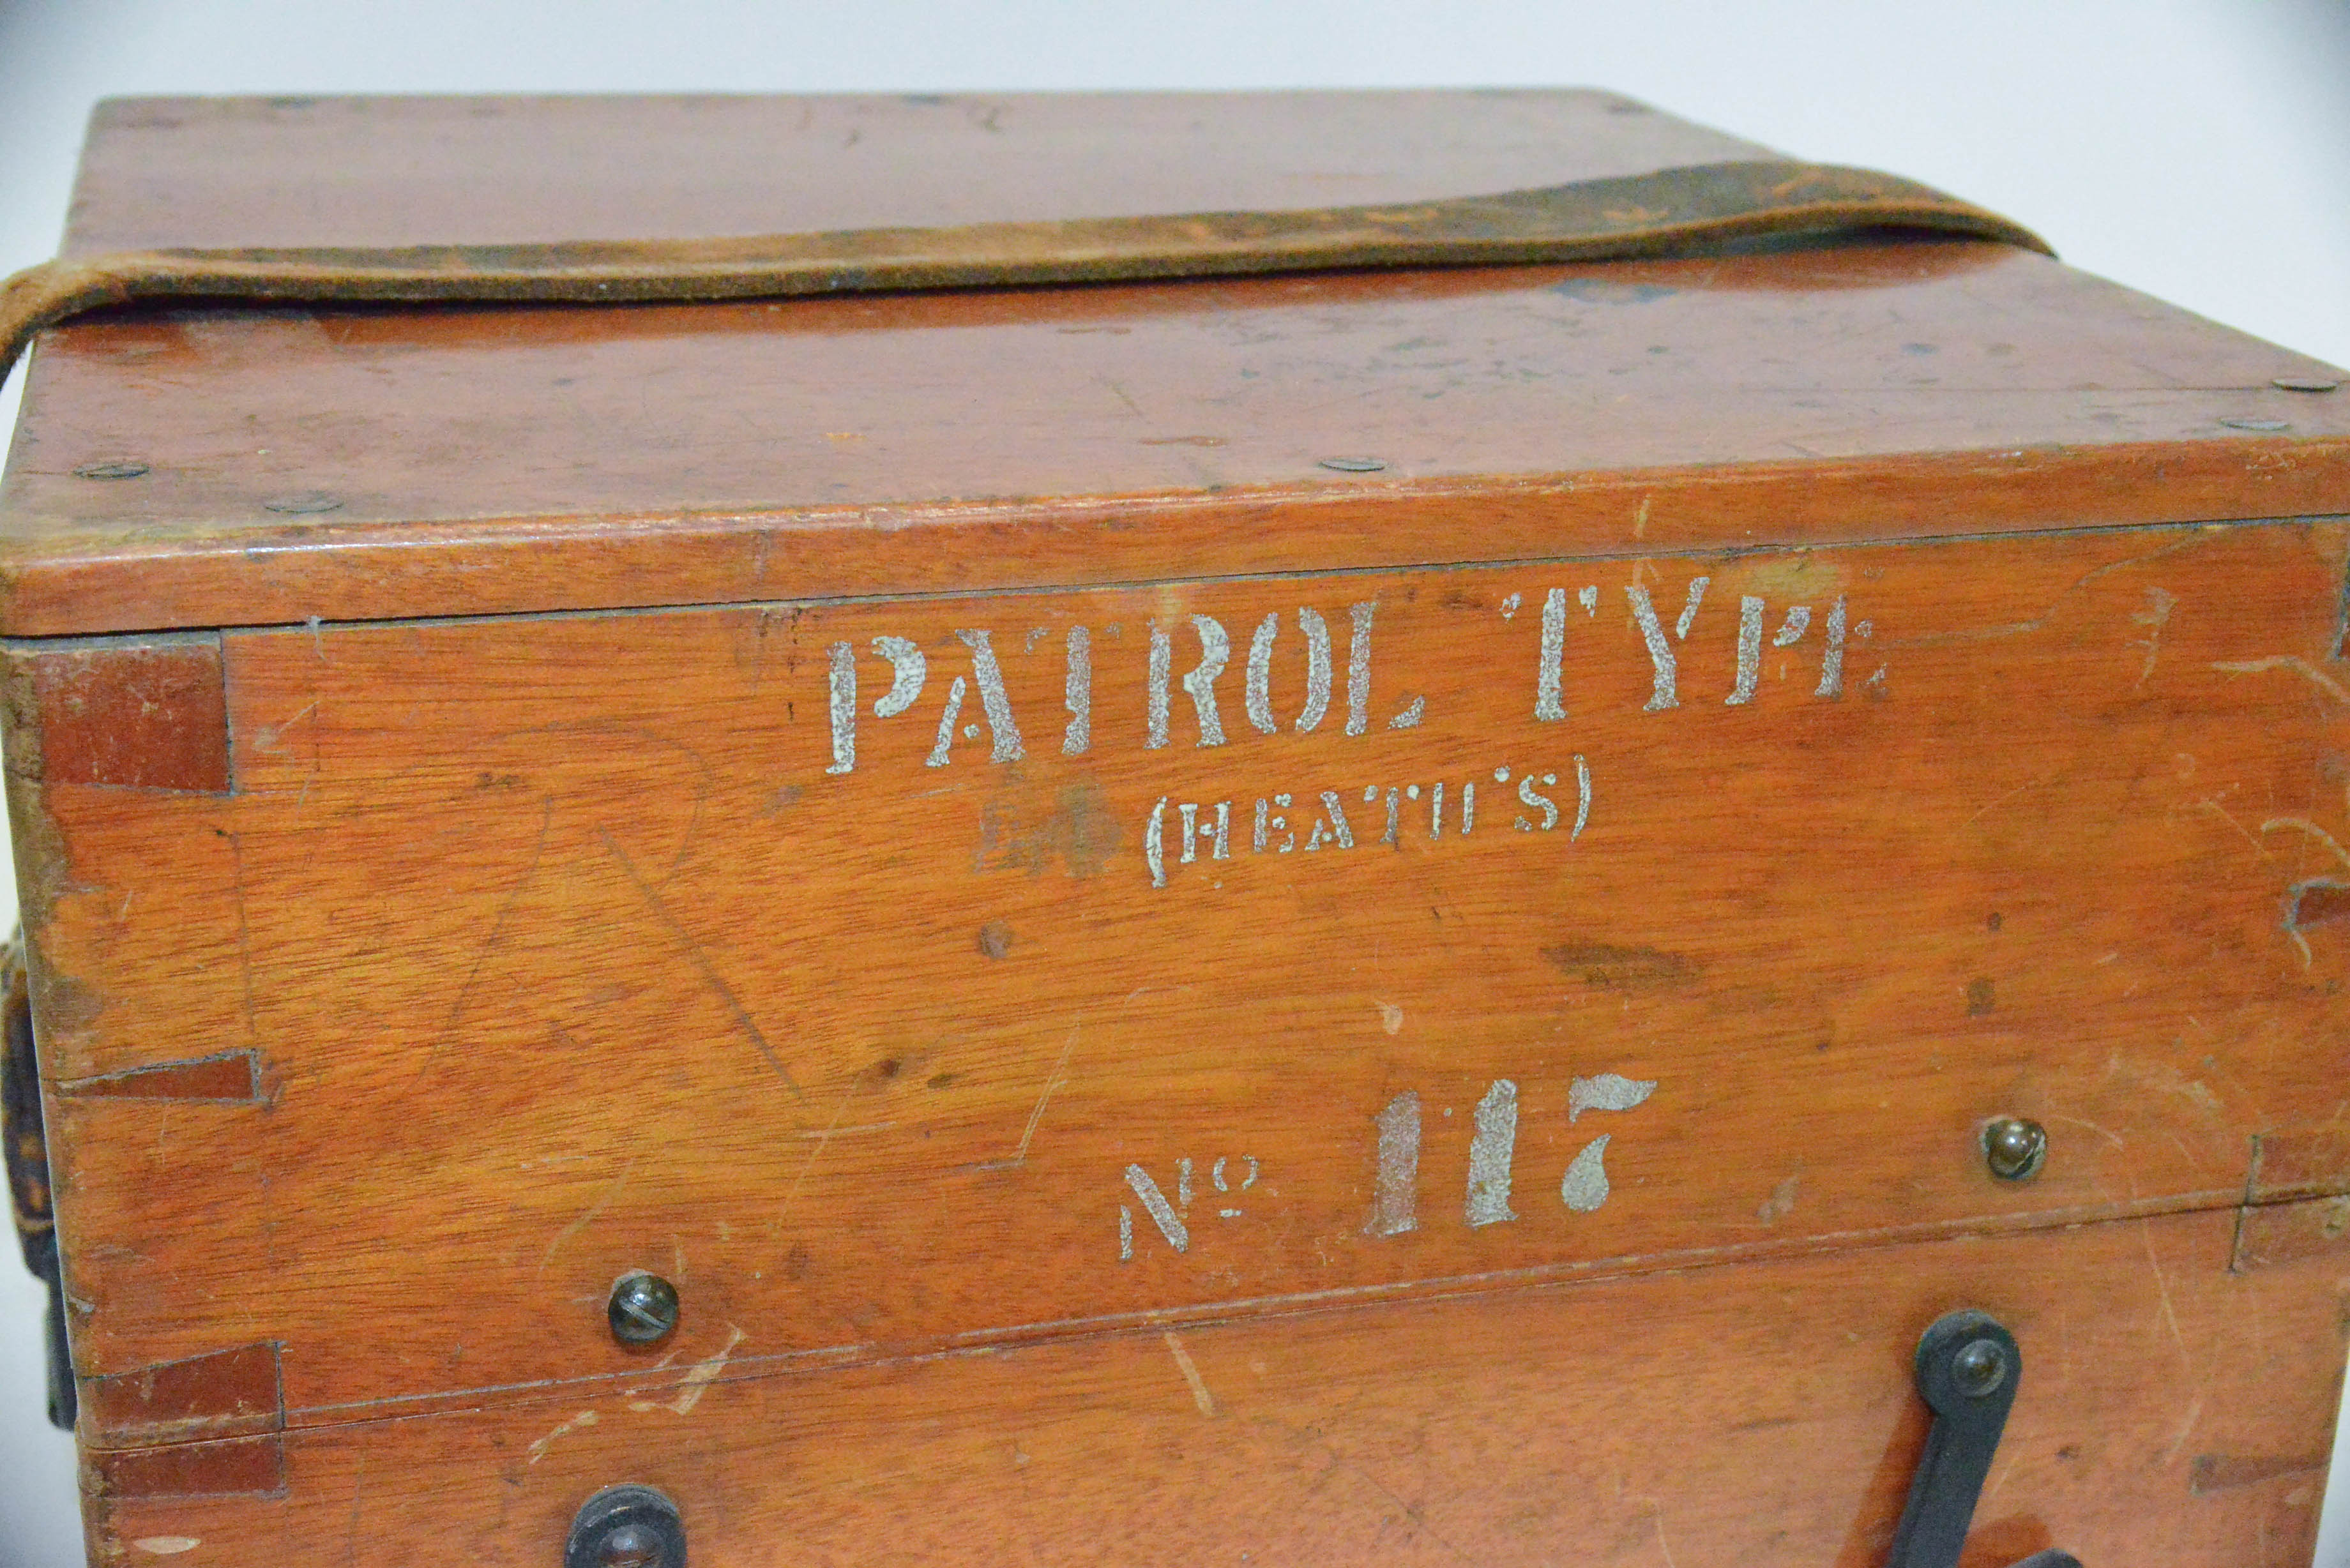 PATROL TYPE
(HEATH'S)
Nº 117